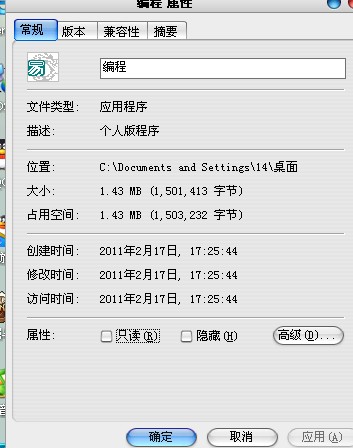 编程 属性
常规 版本 兼容性 摘要
易
编程
文件类型: 应用程序
描述: 个人版程序
位置: C:\Documents and Settings\14\桌面
大小: 1.43 MB (1,501,413 字节)
占用空间: 1.43 MB (1,503,232 字节)
创建时间: 2011年2月17日, 17:25:44
修改时间: 2011年2月17日, 17:25:44
访问时间: 2011年2月17日, 17:25:44
属性: 只读(R) 隐藏(H) 高级(D)...
确定 取消 应用(A)